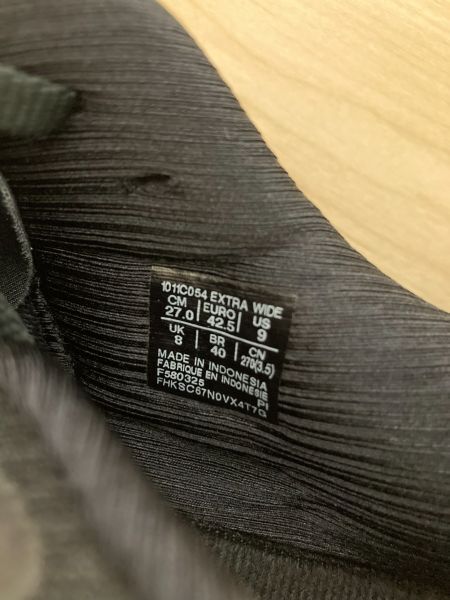 1011C054 EXTRA WIDE
CM EURO US
27.0 42.5 9
UK BR CN
8 40 270(3.5)
MADE IN INDONESIA
FABRIQUE EN INDONESIE
F580325 PI
FHKSC67N0VX4T7G